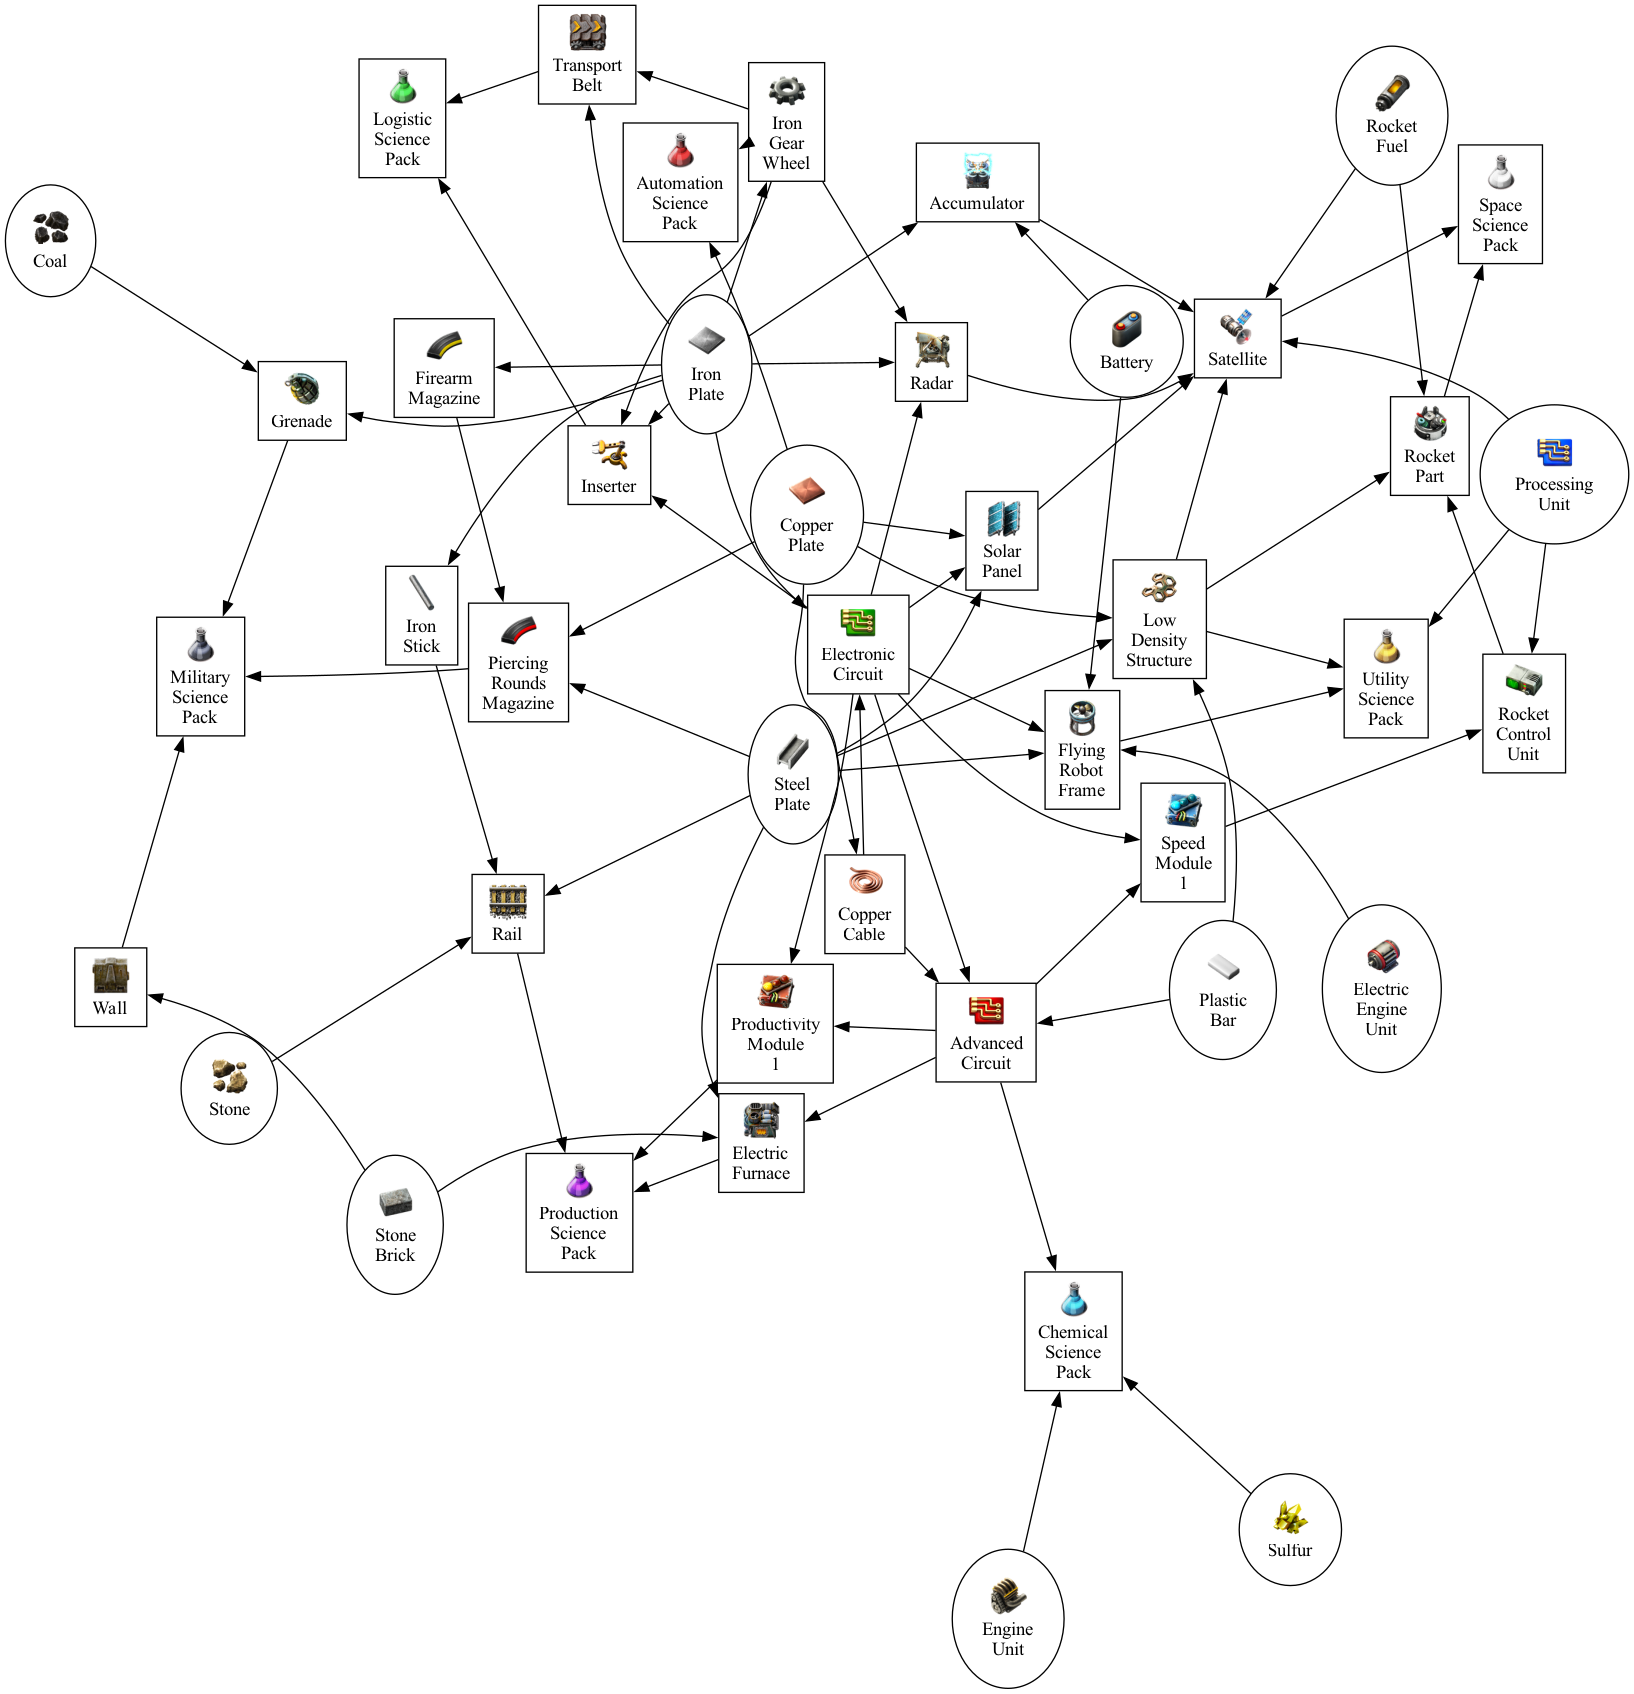 Transport
Belt
Logistic
Science
Pack
Iron
Gear
Wheel
Automation
Science
Pack
Accumulator
Rocket
Fuel
Space
Science
Pack
Coal
Firearm
Magazine
Iron
Plate
Radar
Battery
Satellite
Grenade
Inserter
Copper
Plate
Solar
Panel
Rocket
Part
Processing
Unit
Iron
Stick
Piercing
Rounds
Magazine
Military
Science
Pack
Electronic
Circuit
Low
Density
Structure
Utility
Science
Pack
Rocket
Control
Unit
Steel
Plate
Flying
Robot
Frame
Speed
Module
1
Rail
Copper
Cable
Wall
Productivity
Module
1
Advanced
Circuit
Plastic
Bar
Electric
Engine
Unit
Stone
Electric
Furnace
Stone
Brick
Production
Science
Pack
Chemical
Science
Pack
Sulfur
Engine
Unit